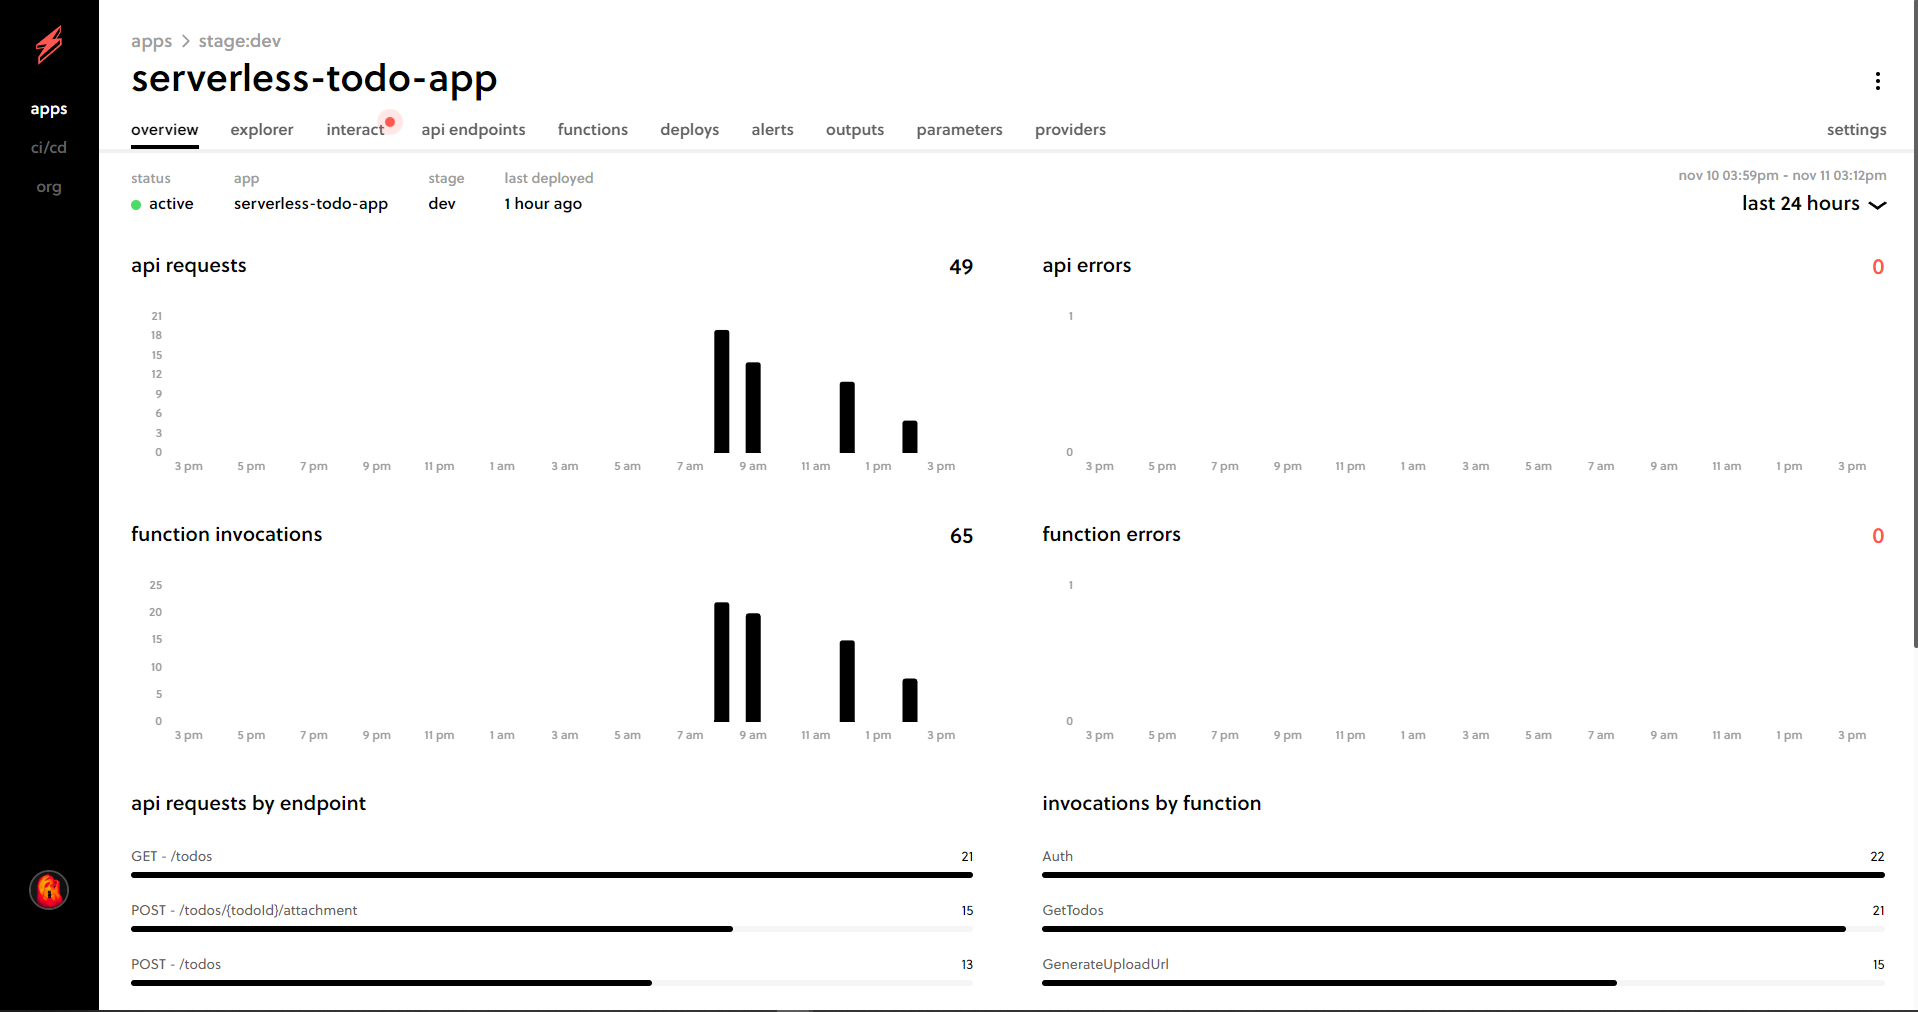 apps > stage:dev
serverless-todo-app
apps
ci/cd
org
overview explorer interact api endpoints functions deploys alerts outputs parameters providers settings
status app stage last deployed
active serverless-todo-app dev 1 hour ago
nov 10 03:59pm - nov 11 03:12pm
last 24 hours
api requests 49
21
18
15
12
9
6
3
0
3 pm 5 pm 7 pm 9 pm 11 pm 1 am 3 am 5 am 7 am 9 am 11 am 1 pm 3 pm
api errors 0
1
0
3 pm 5 pm 7 pm 9 pm 11 pm 1 am 3 am 5 am 7 am 9 am 11 am 1 pm 3 pm
function invocations 65
25
20
15
10
5
0
3 pm 5 pm 7 pm 9 pm 11 pm 1 am 3 am 5 am 7 am 9 am 11 am 1 pm 3 pm
function errors 0
1
0
3 pm 5 pm 7 pm 9 pm 11 pm 1 am 3 am 5 am 7 am 9 am 11 am 1 pm 3 pm
api requests by endpoint
GET - /todos 21
POST - /todos/{todoId}/attachment 15
POST - /todos 13
invocations by function
Auth 22
GetTodos 21
GenerateUploadUrl 15